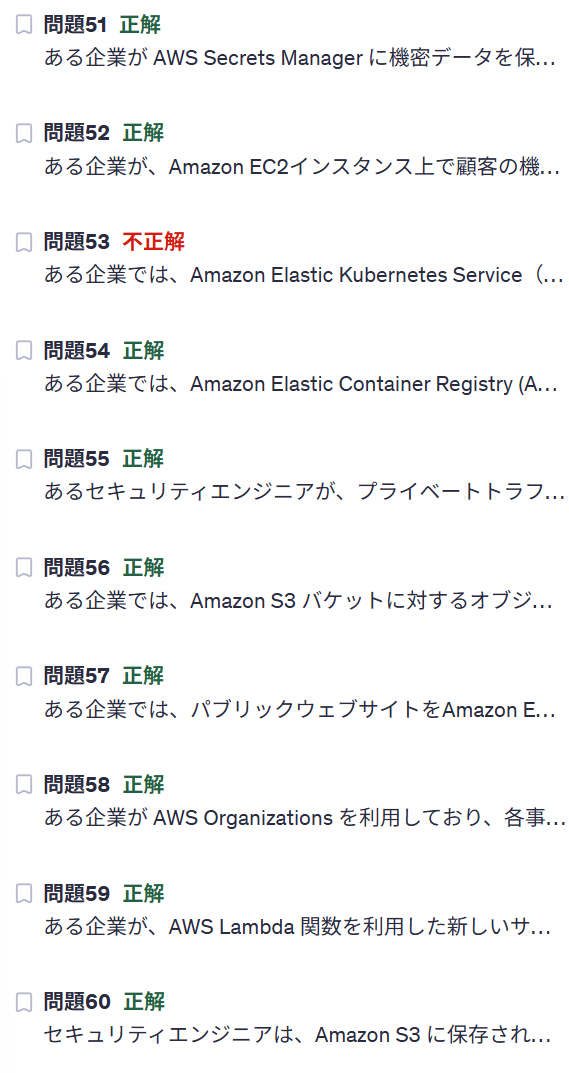 問題51 正解
ある企業が AWS Secrets Manager に機密データを保...
問題52 正解
ある企業が、Amazon EC2インスタンス上で顧客の機...
問題53 不正解
ある企業では、Amazon Elastic Kubernetes Service（...
問題54 正解
ある企業では、Amazon Elastic Container Registry (A...
問題55 正解
あるセキュリティエンジニアが、プライベートトラフ...
問題56 正解
ある企業では、Amazon S3 バケットに対するオブジ...
問題57 正解
ある企業では、パブリックウェブサイトをAmazon E...
問題58 正解
ある企業が AWS Organizations を利用しており、各事...
問題59 正解
ある企業が、AWS Lambda 関数を利用した新しいサ...
問題60 正解
セキュリティエンジニアは、Amazon S3 に保存され...